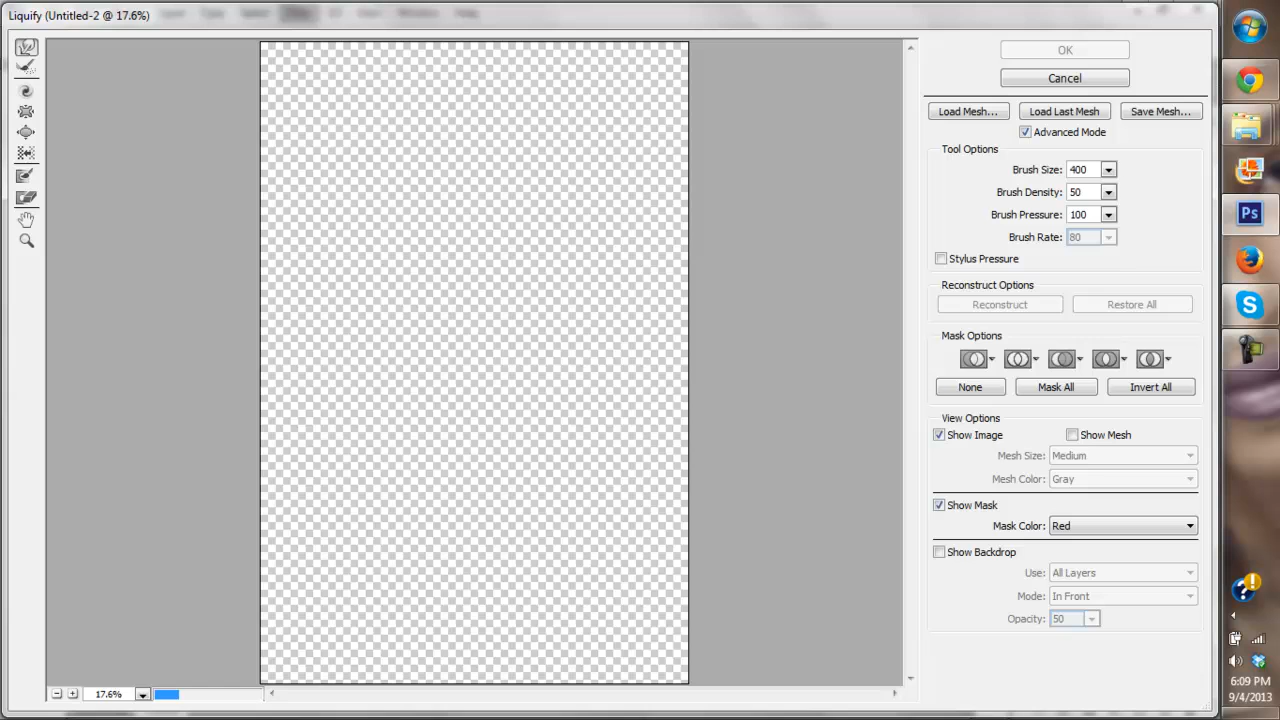 Liquify (Untitled-2 @ 17.6%)
OK
Cancel
Load Mesh... Load Last Mesh Save Mesh...
Advanced Mode
Tool Options
Brush Size: 400
Brush Density: 50
Brush Pressure: 100
Brush Rate: 80
Stylus Pressure
Reconstruct Options
Reconstruct Restore All
Mask Options
None Mask All Invert All
View Options
Show Image Show Mesh
Mesh Size: Medium
Mesh Color: Gray
Show Mask
Mask Color: Red
Show Backdrop
Use: All Layers
Mode: In Front
Opacity: 50
17.6%
Ps
S
6:09 PM
9/4/2013